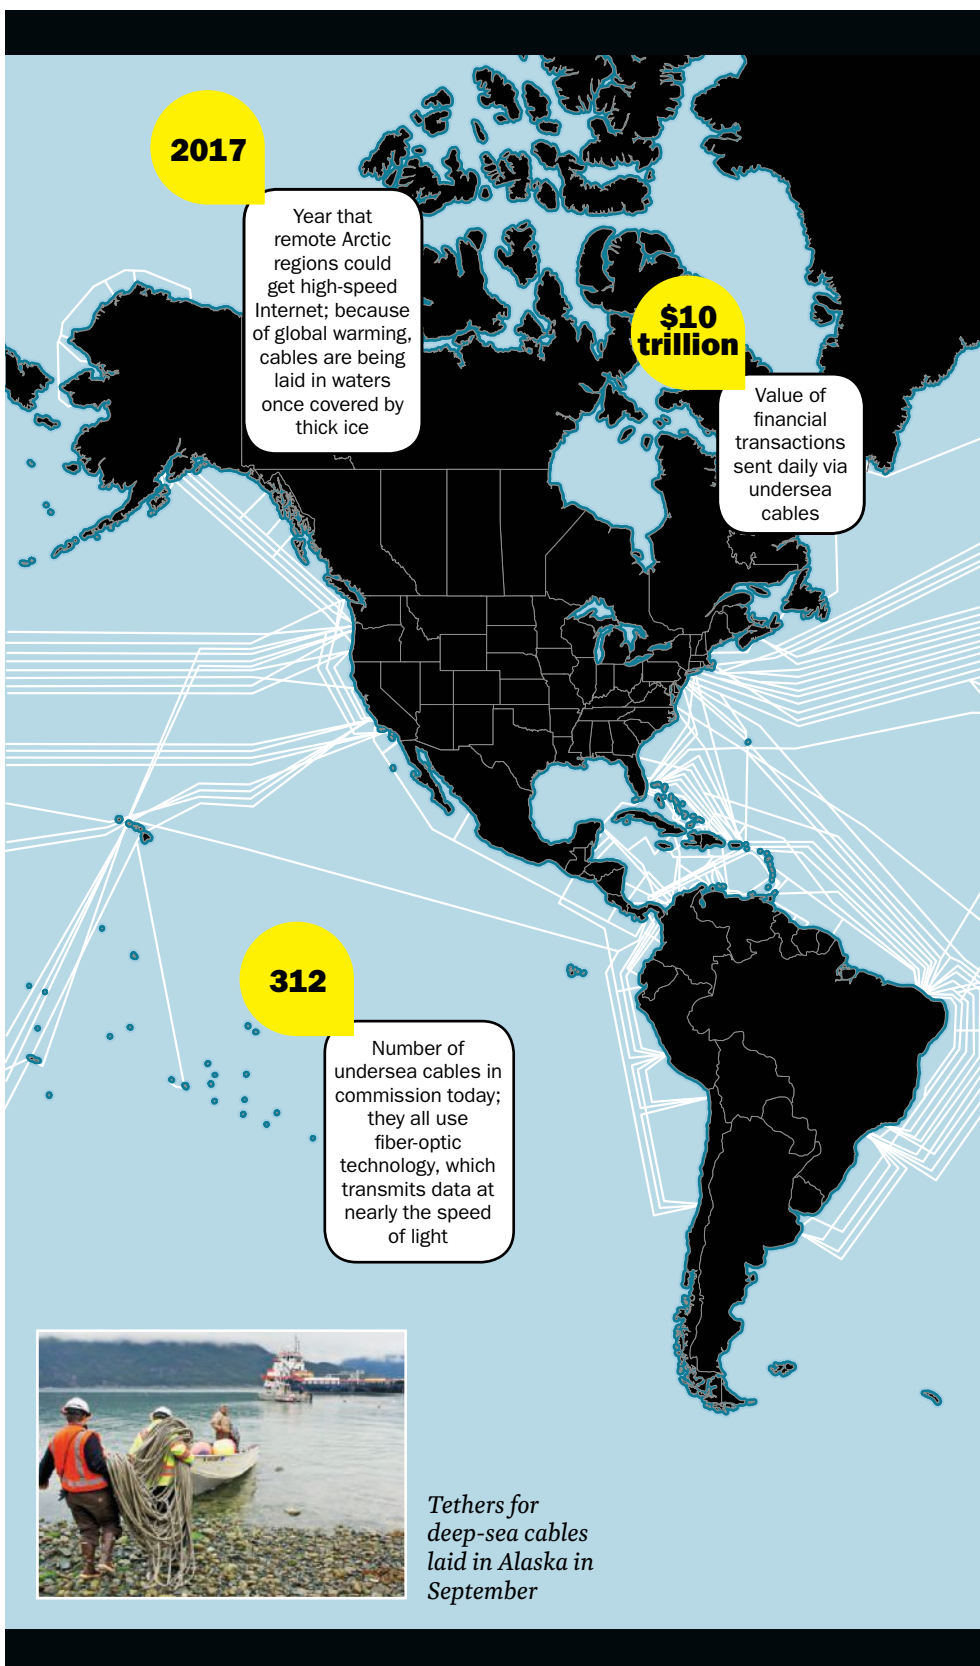 2017
Year that
remote Arctic
regions could
get high-speed
Internet; because
of global warming,
cables are being
laid in waters
once covered by
thick ice
$10
trillion
Value of
financial
transactions
sent daily via
undersea
cables
312
Number of
undersea cables in
commission today;
they all use
fiber-optic
technology, which
transmits data at
nearly the speed
of light
Tethers for
deep-sea cables
laid in Alaska in
September